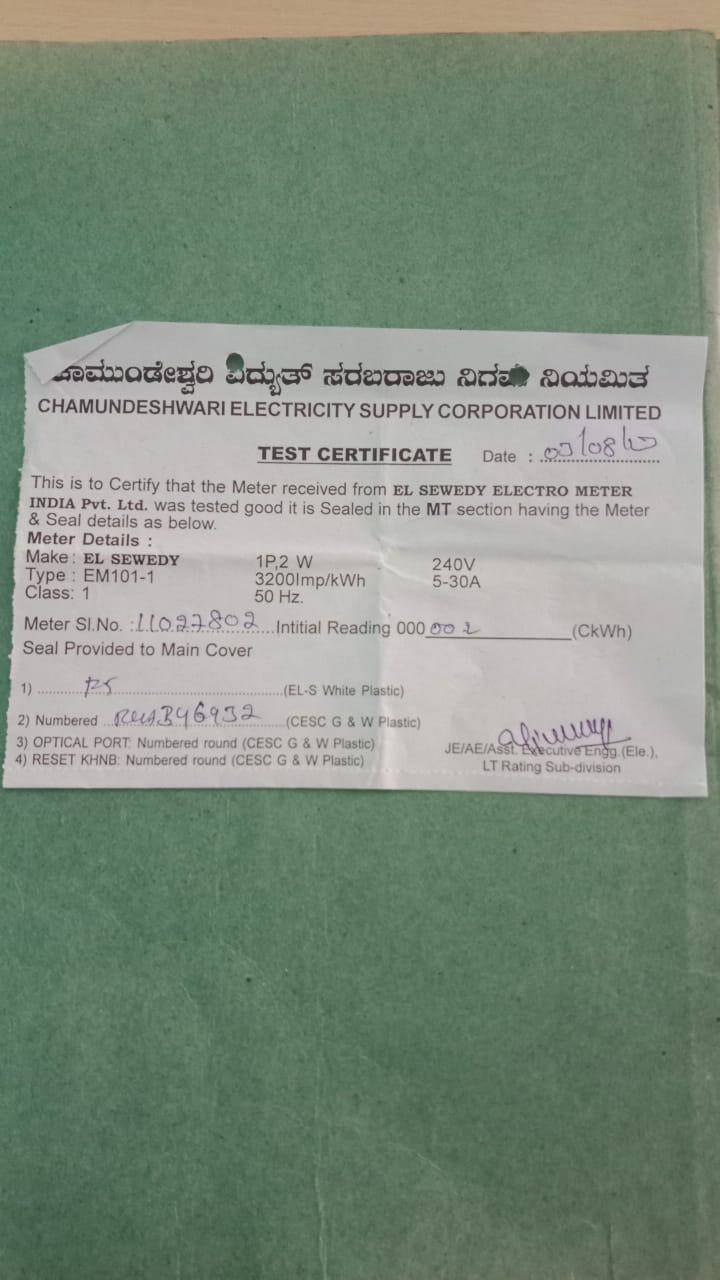 ಚಾಮುಂಡೇಶ್ವರಿ ವಿದ್ಯುತ್ ಸರಬರಾಜು ನಿಗಮ ನಿಯಮಿತ
CHAMUNDESHWARI ELECTRICITY SUPPLY CORPORATION LIMITED
TEST CERTIFICATE Date :
This is to Certify that the Meter received from EL SEWEDY ELECTRO METER
INDIA Pvt. Ltd. was tested good it is Sealed in the MT section having the Meter
& Seal details as below.
Meter Details :
Make : EL SEWEDY 1P,2 W 240V
Type : EM101-1 3200Imp/kWh 5-30A
Class: 1 50 Hz.
Meter Sl.No. : 11027802 Intitial Reading 000 002 (CkWh)
Seal Provided to Main Cover
1) (EL-S White Plastic)
2) Numbered (CESC G & W Plastic)
3) OPTICAL PORT: Numbered round (CESC G & W Plastic)
4) RESET KHNB: Numbered round (CESC G & W Plastic)
JE/AE/Asst. Executive Engg.(Ele.),
LT Rating Sub-division